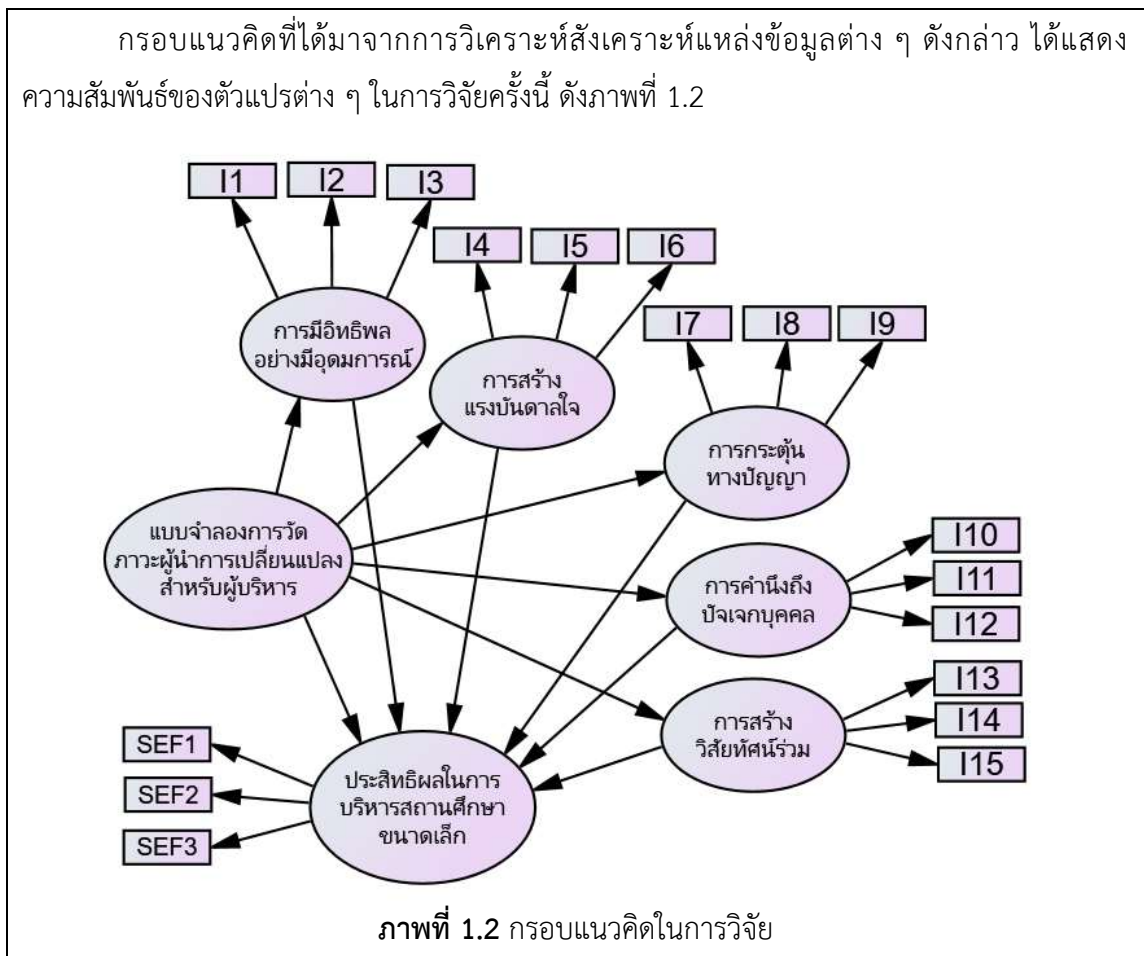 กรอบแนวคิดที่ได้มาจากการวิเคราะห์สังเคราะห์แหล่งข้อมูลต่าง ๆ ดังกล่าว ได้แสดง
ความสัมพันธ์ของตัวแปรต่าง ๆ ในการวิจัยครั้งนี้ ดังภาพที่ 1.2
I1
I2
I3
I4
I5
I6
การมีอิทธิพล
อย่างมีอุดมการณ์
I7
I8
I9
การสร้าง
แรงบันดาลใจ
การกระตุ้น
ทางปัญญา
แบบจำลองการวัด
ภาวะผู้นำการเปลี่ยนแปลง
สำหรับผู้บริหาร
I10
I11
I12
การคำนึงถึง
ปัจเจกบุคคล
I13
I14
I15
การสร้าง
วิสัยทัศน์ร่วม
SEF1
SEF2
SEF3
ประสิทธิผลในการ
บริหารสถานศึกษา
ขนาดเล็ก
ภาพที่ 1.2 กรอบแนวคิดในการวิจัย